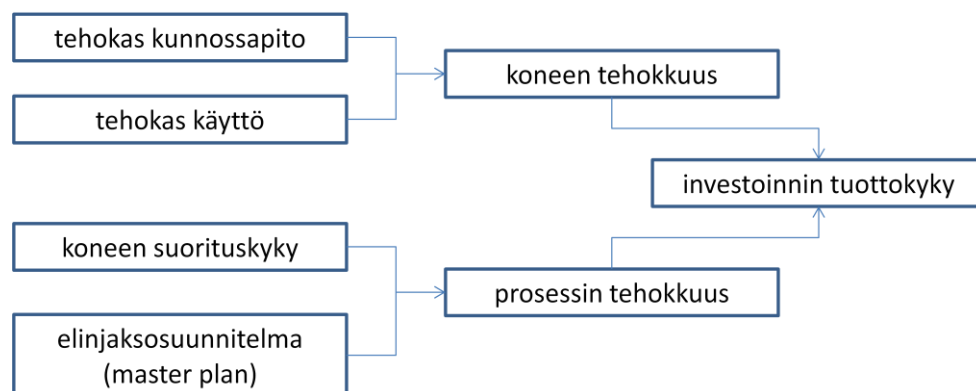 tehokas kunnossapito
tehokas käyttö
koneen tehokkuus
investoinnin tuottokyky
koneen suorituskyky
elinjaksosuunnitelma
(master plan)
prosessin tehokkuus